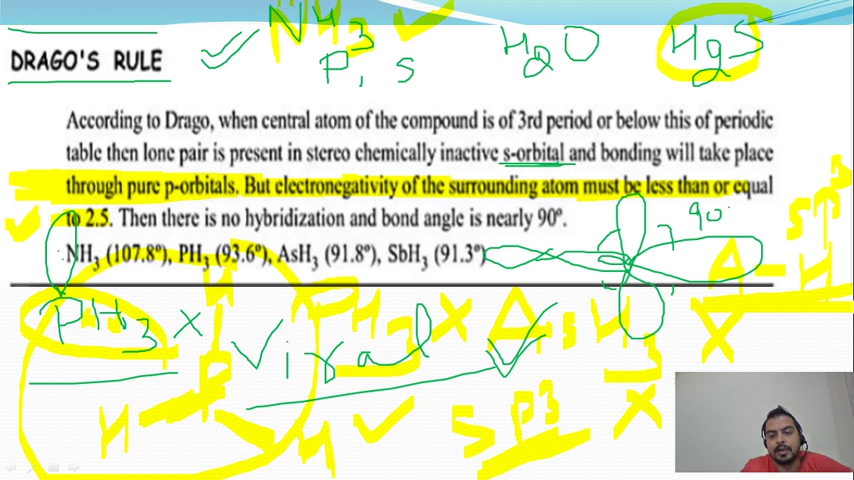 NH3
H2O
H2S
DRAGO'S RULE
P, S
According to Drago, when central atom of the compound is of 3rd period or below this of periodic
table then lone pair is present in stereo chemically inactive s-orbital and bonding will take place
through pure p-orbitals. But electronegativity of the surrounding atom must be less than or equal
to 2.5. Then there is no hybridization and bond angle is nearly 90º.
90
sp3
NH3 (107.8º), PH3 (93.6º), AsH3 (91.8º), SbH3 (91.3º)
A-H
H
PH3 X
PH3 X
AsH3
X
X
Viral
P
H
H
SP3